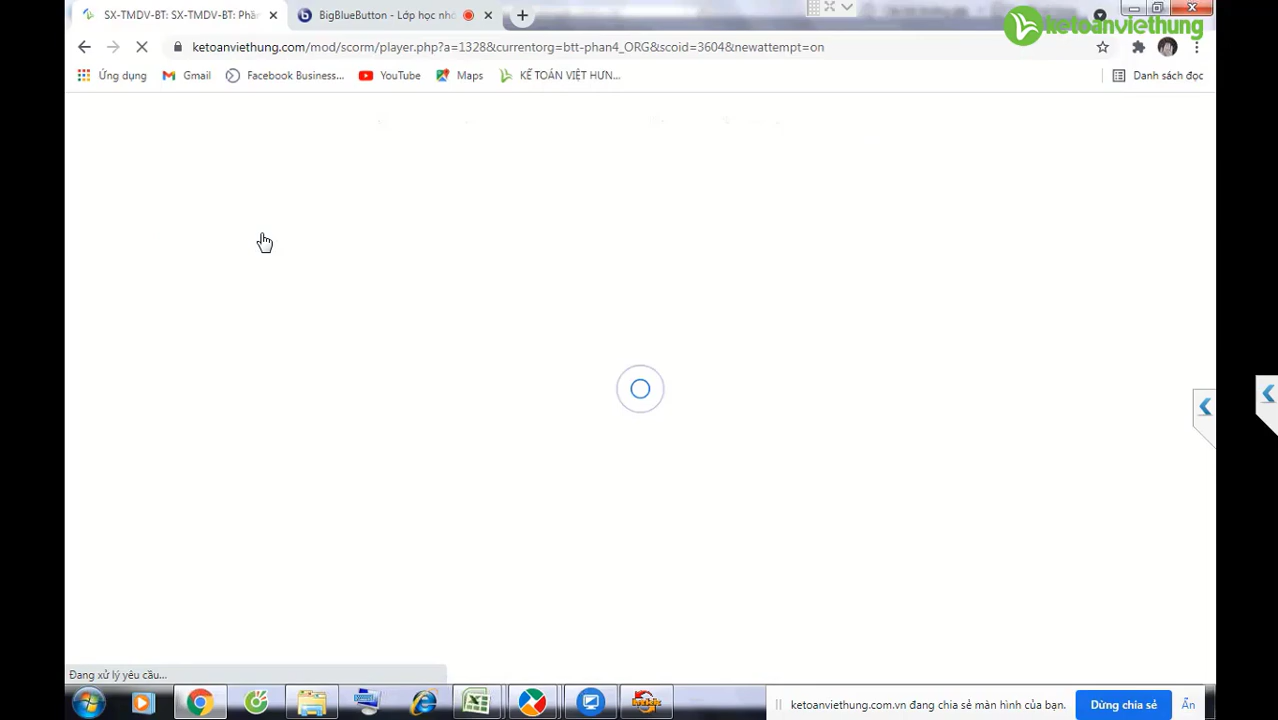 SX-TMDV-BT: SX-TMDV-BT: Phần
BigBlueButton - Lớp học nhó
ketoanviethung
ketoanviethung.com/mod/scorm/player.php?a=1328&currentorg=btt-phan4_ORG&scoid=3604&newattempt=on
Ứng dụng
Gmail
Facebook Business...
YouTube
Maps
KẾ TOÁN VIỆT HƯN...
Danh sách đọc
Đang xử lý yêu cầu...
ketoanviethung.com.vn đang chia sẻ màn hình của bạn.
Dừng chia sẻ
Ẩn